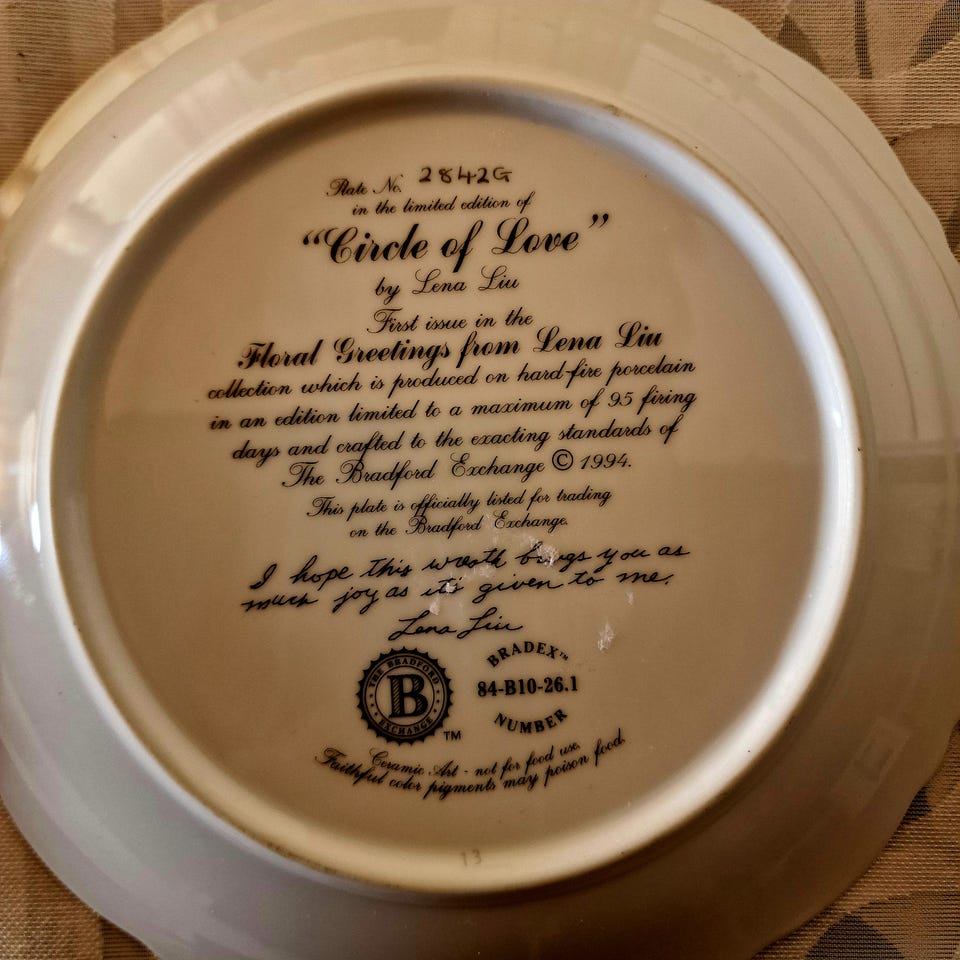 Plate No. 2842G
in the limited edition of
“Circle of Love”
by Lena Liu
First issue in the
Floral Greetings from Lena Liu
collection which is produced on hard-fire porcelain
in an edition limited to a maximum of 95 firing
days and crafted to the exacting standards of
The Bradford Exchange © 1994.
This plate is officially listed for trading
on the Bradford Exchange.
I hope this wreath brings you as
much joy as it's given to me.
Lena Liu
THE BRADFORD
B
EXCHANGE
TM
BRADEX™
84-B10-26.1
NUMBER
Ceramic Art - not for food use.
Faithful color pigments may poison food.
13